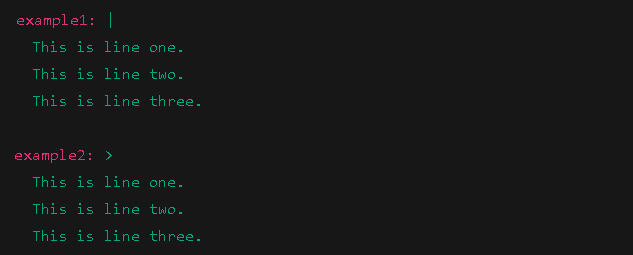 example1: |
  This is line one.
  This is line two.
  This is line three.

example2: >
  This is line one.
  This is line two.
  This is line three.